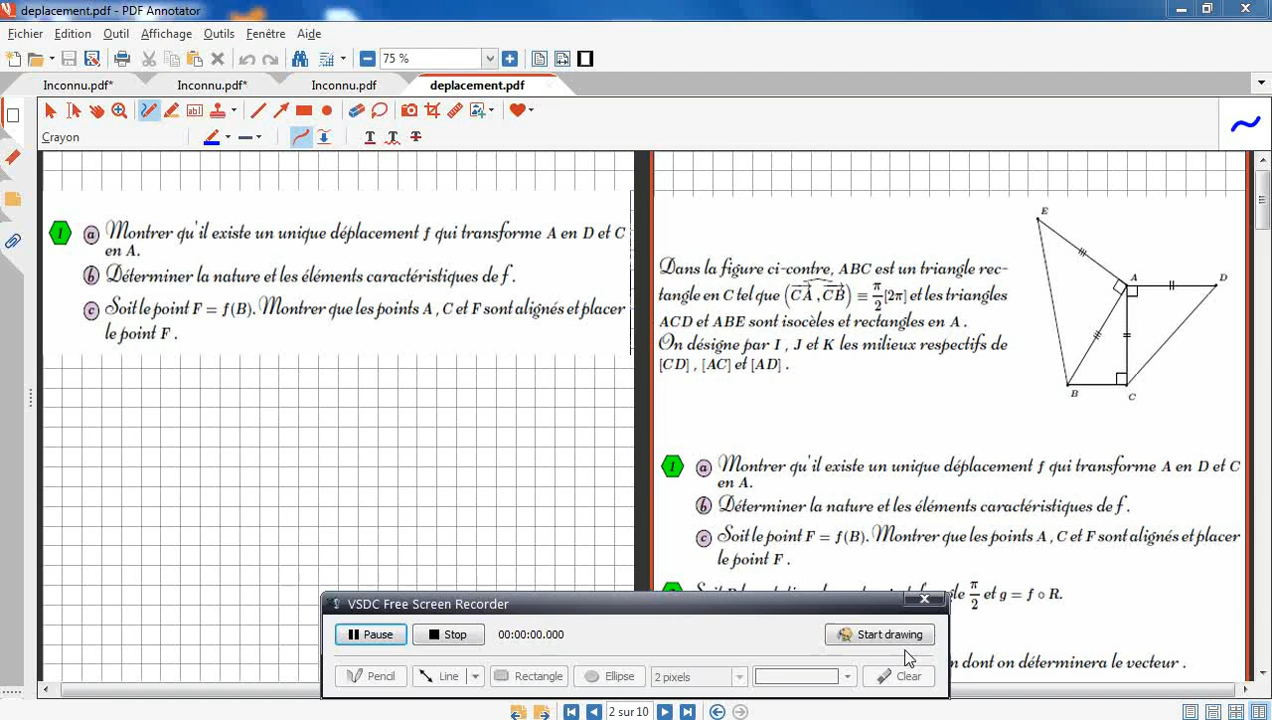 deplacement.pdf - PDF Annotator
Fichier Edition Outil Affichage Outils Fenêtre Aide
75 %
Inconnu.pdf* Inconnu.pdf* Inconnu.pdf deplacement.pdf
Crayon
1 a Montrer qu'il existe un unique déplacement f qui transforme A en D et C
en A.
b Déterminer la nature et les éléments caractéristiques de f.
c Soit le point F = f(B). Montrer que les points A, C et F sont alignés et placer
le point F .
Dans la figure ci-contre, ABC est un triangle rec-
tangle en C tel que (CA, CB) ≡ π/2 [2π] et les triangles
ACD et ABE sont isocèles et rectangles en A .
On désigne par I , J et K les milieux respectifs de
[CD] , [AC] et [AD] .
E
A
D
B
C
1 a Montrer qu'il existe un unique déplacement f qui transforme A en D et C
en A.
b Déterminer la nature et les éléments caractéristiques de f.
c Soit le point F = f(B). Montrer que les points A , C et F sont alignés et placer
le point F .
π/2 et g = f ∘ R.
dont on déterminera le vecteur .
VSDC Free Screen Recorder
Pause Stop 00:00:00.000 Start drawing
Pencil Line Rectangle Ellipse 2 pixels Clear
2 sur 10